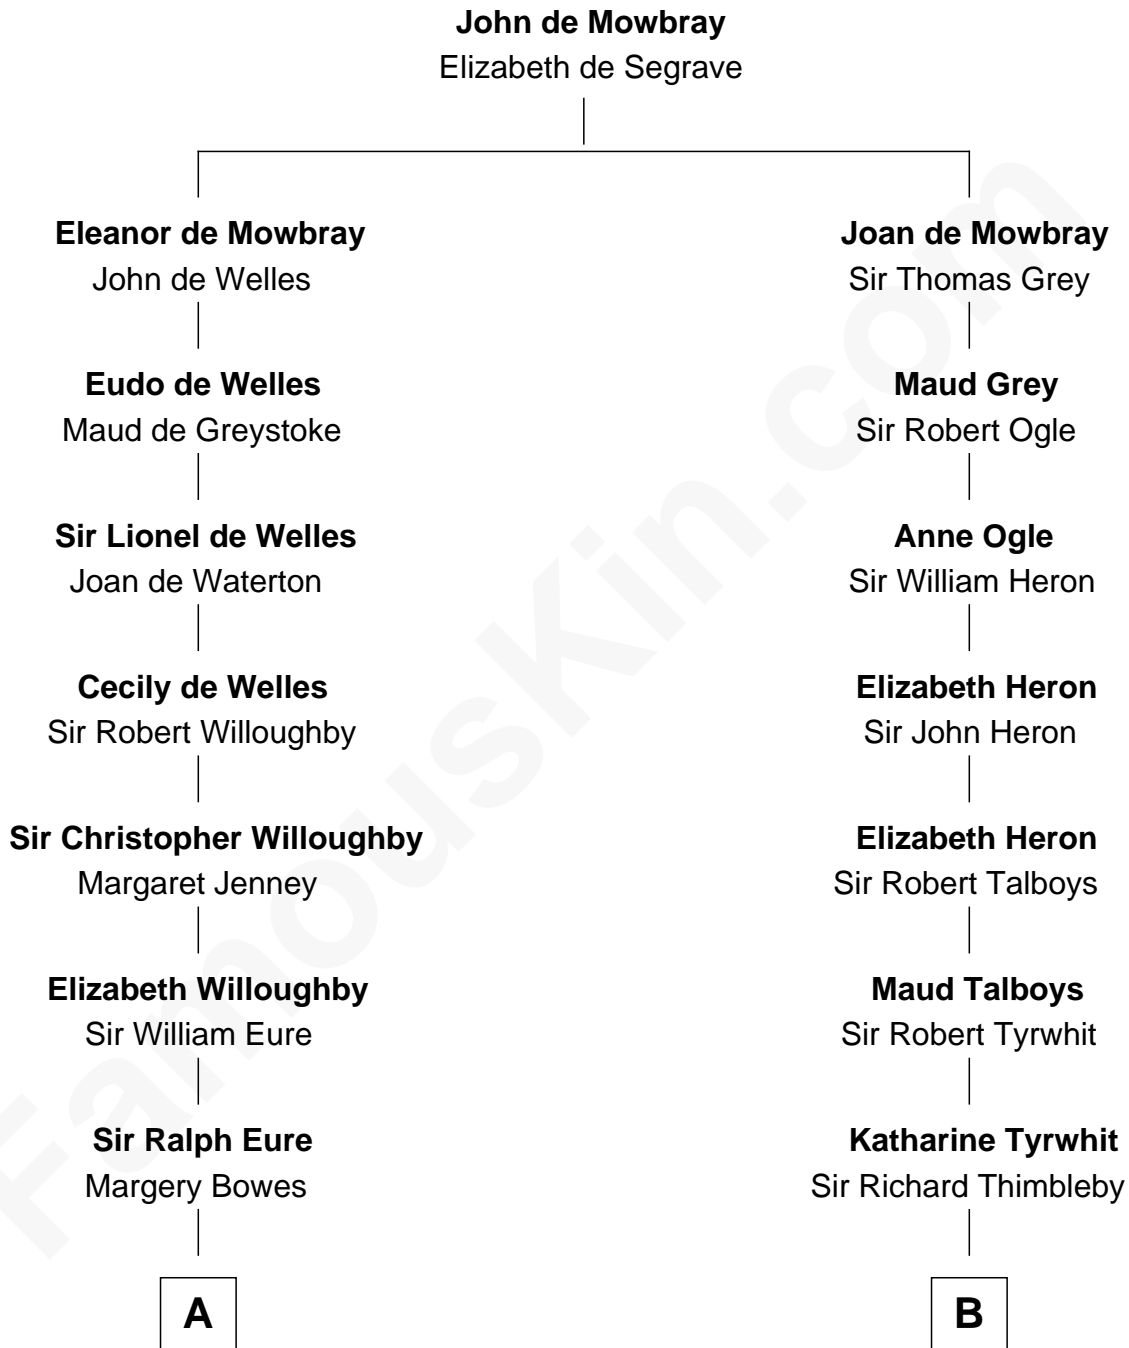 John de Mowbray
Elizabeth de Segrave
Eleanor de Mowbray
John de Welles
Joan de Mowbray
Sir Thomas Grey
Eudo de Welles
Maud de Greystoke
Maud Grey
Sir Robert Ogle
Sir Lionel de Welles
Joan de Waterton
Anne Ogle
Sir William Heron
Cecily de Welles
Sir Robert Willoughby
Elizabeth Heron
Sir John Heron
Sir Christopher Willoughby
Margaret Jenney
Elizabeth Heron
Sir Robert Talboys
Elizabeth Willoughby
Sir William Eure
Maud Talboys
Sir Robert Tyrwhit
Sir Ralph Eure
Margery Bowes
Katharine Tyrwhit
Sir Richard Thimbleby
A
B
FamousKin.com